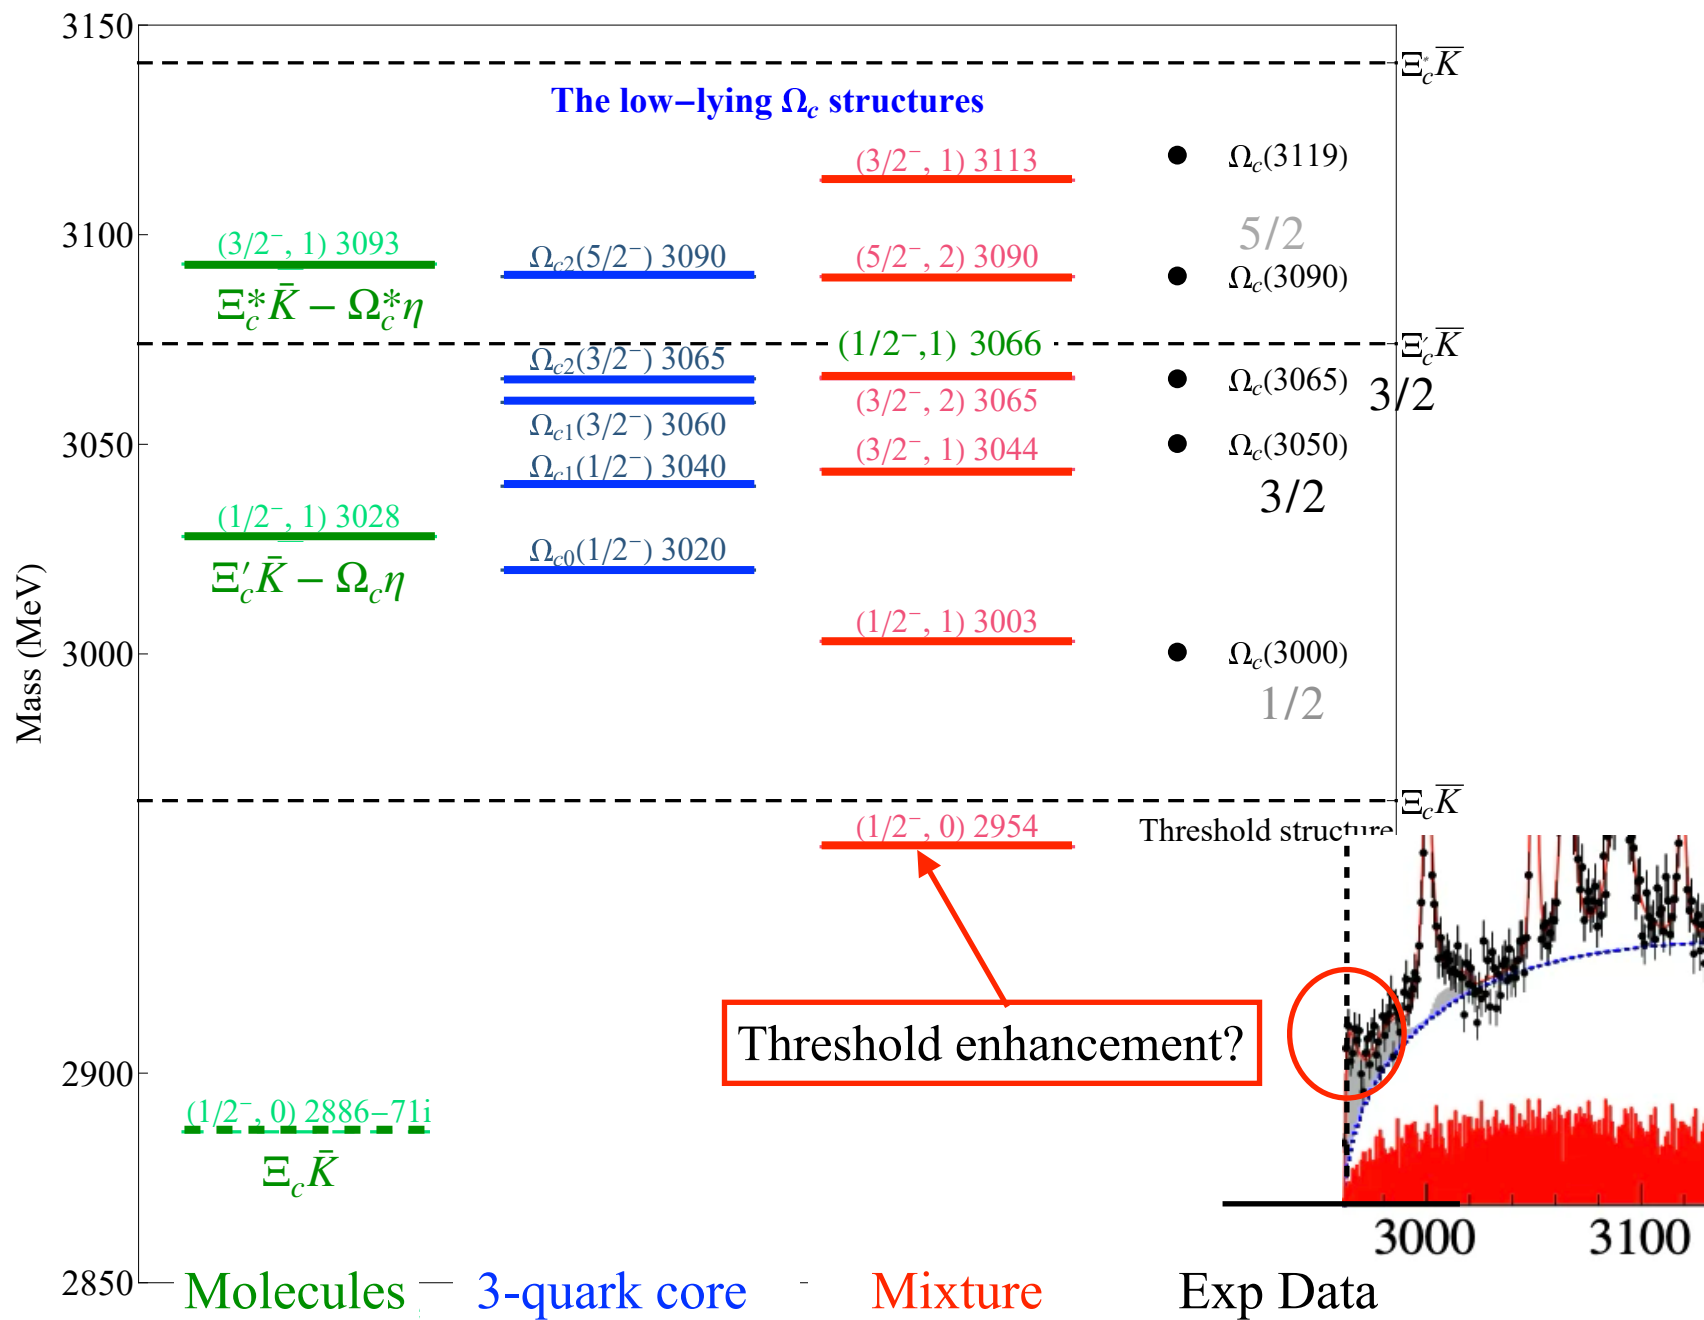 3150
Ξc*K̅
The low−lying Ωc structures
(3/2⁻, 1) 3113
Ωc(3119)
3100
(3/2⁻, 1) 3093
Ωc2(5/2⁻) 3090
(5/2⁻, 2) 3090
5/2
Ωc(3090)
Ξc*K̄ − Ωc*η
(1/2⁻,1) 3066
Ξc′K̅
Ωc2(3/2⁻) 3065
Ωc(3065)
3/2
(3/2⁻, 2) 3065
Ωc1(3/2⁻) 3060
3050
(3/2⁻, 1) 3044
Ωc(3050)
Ωc1(1/2⁻) 3040
3/2
(1/2⁻, 1) 3028
Ωc0(1/2⁻) 3020
Ξc′K̄ − Ωcη
Mass (MeV)
(1/2⁻, 1) 3003
3000
Ωc(3000)
1/2
ΞcK̅
(1/2⁻, 0) 2954
Threshold structure
Threshold enhancement?
2900
(1/2⁻, 0) 2886−71i
ΞcK̄
3000 3100
2850
Molecules 3-quark core Mixture Exp Data